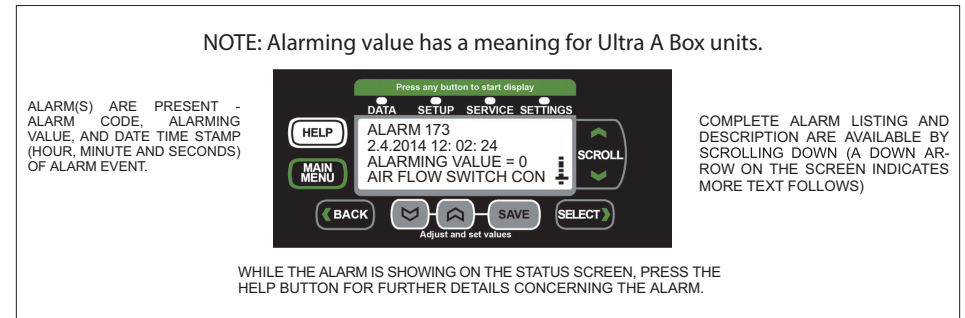 NOTE: Alarming value has a meaning for Ultra A Box units.
ALARM(S) ARE PRESENT -
ALARM CODE, ALARMING
VALUE, AND DATE TIME STAMP
(HOUR, MINUTE AND SECONDS)
OF ALARM EVENT.
Press any button to start display
DATA SETUP SERVICE SETTINGS
HELP
MAIN
MENU
ALARM 173
2.4.2014 12: 02: 24
ALARMING VALUE = 0
AIR FLOW SWITCH CON
SCROLL
BACK
SAVE
SELECT
Adjust and set values
COMPLETE ALARM LISTING AND
DESCRIPTION ARE AVAILABLE BY
SCROLLING DOWN (A DOWN AR-
ROW ON THE SCREEN INDICATES
MORE TEXT FOLLOWS)
WHILE THE ALARM IS SHOWING ON THE STATUS SCREEN, PRESS THE
HELP BUTTON FOR FURTHER DETAILS CONCERNING THE ALARM.